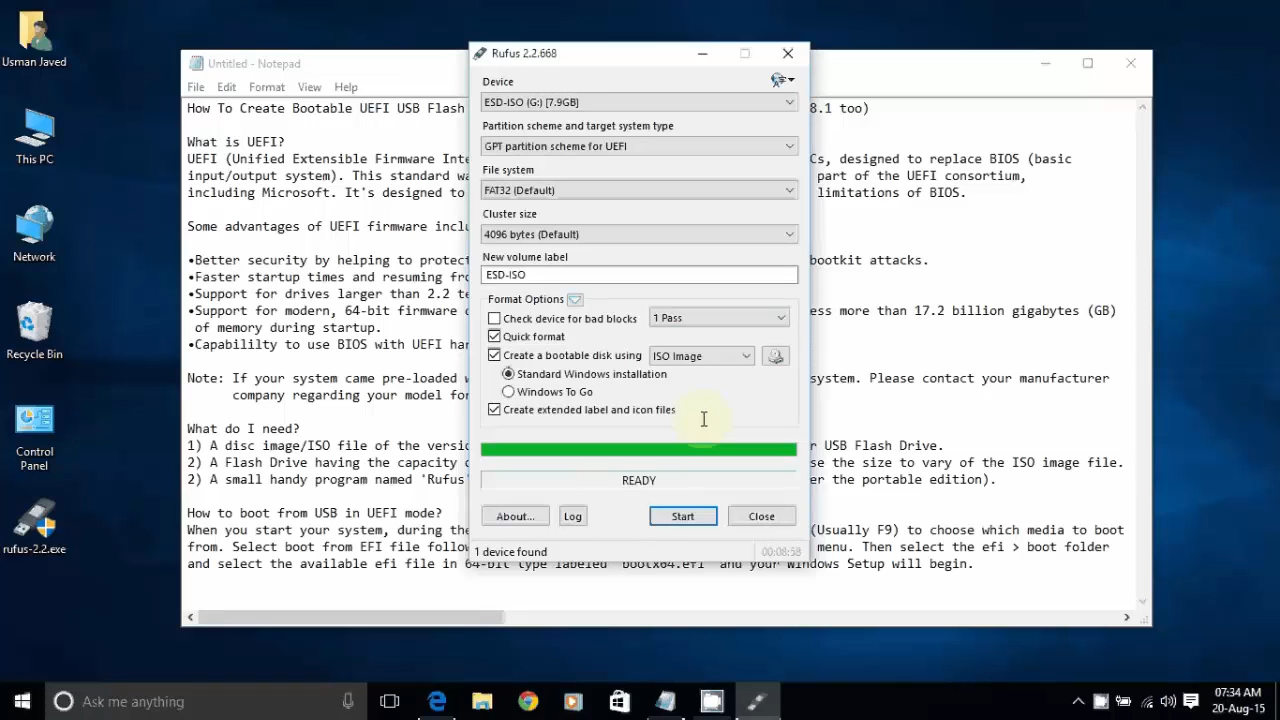 Usman Javed
This PC
Network
Recycle Bin
Control
Panel
rufus-2.2.exe
Untitled - Notepad
File Edit Format View Help
How To Create Bootable UEFI USB Flash 8.1 too)
What is UEFI?
UEFI (Unified Extensible Firmware Inte Cs, designed to replace BIOS (basic
input/output system). This standard wa part of the UEFI consortium,
including Microsoft. It's designed to limitations of BIOS.
Some advantages of UEFI firmware incl
•Better security by helping to protect bootkit attacks.
•Faster startup times and resuming fro
•Support for drives larger than 2.2 te
•Support for modern, 64-bit firmware ess more than 17.2 billion gigabytes (GB)
of memory during startup.
•Capabililty to use BIOS with UEFI har
Note: If your system came pre-loaded system. Please contact your manufacturer
company regarding your model for
What do I need?
1) A disc image/ISO file of the versio r USB Flash Drive.
2) A Flash Drive having the capacity se the size to vary of the ISO image file.
2) A small handy program named 'Rufus' er the portable edition).
How to boot from USB in UEFI mode?
When you start your system, during the (Usually F9) to choose which media to boot
from. Select boot from EFI file follow menu. Then select the efi > boot folder
and select the available efi file in 64-bit type labeled "bootx64.efi" and your Windows Setup will begin.
Rufus 2.2.668
Device
ESD-ISO (G:) [7.9GB]
Partition scheme and target system type
GPT partition scheme for UEFI
File system
FAT32 (Default)
Cluster size
4096 bytes (Default)
New volume label
ESD-ISO
Format Options
Check device for bad blocks 1 Pass
Quick format
Create a bootable disk using ISO Image
Standard Windows installation
Windows To Go
Create extended label and icon files
READY
About... Log Start Close
1 device found 00:08:58
Ask me anything
07:34 AM
20-Aug-15